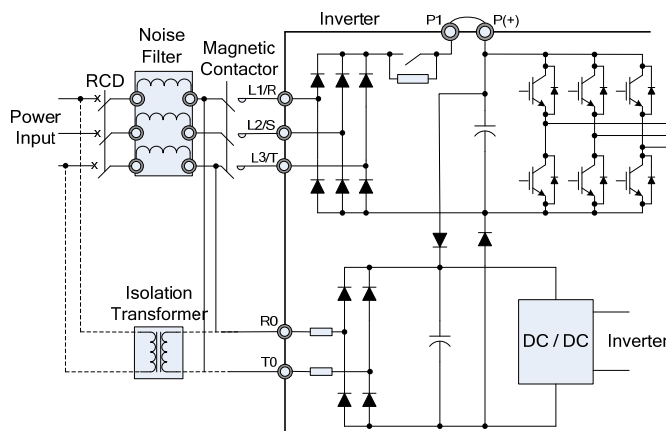 Noise
Filter
Inverter
P1
P(+)
Magnetic
Contactor
RCD
L1/R
Power
Input
L2/S
L3/T
x
x
x
Isolation
Transformer
R0
T0
DC / DC
Inverter